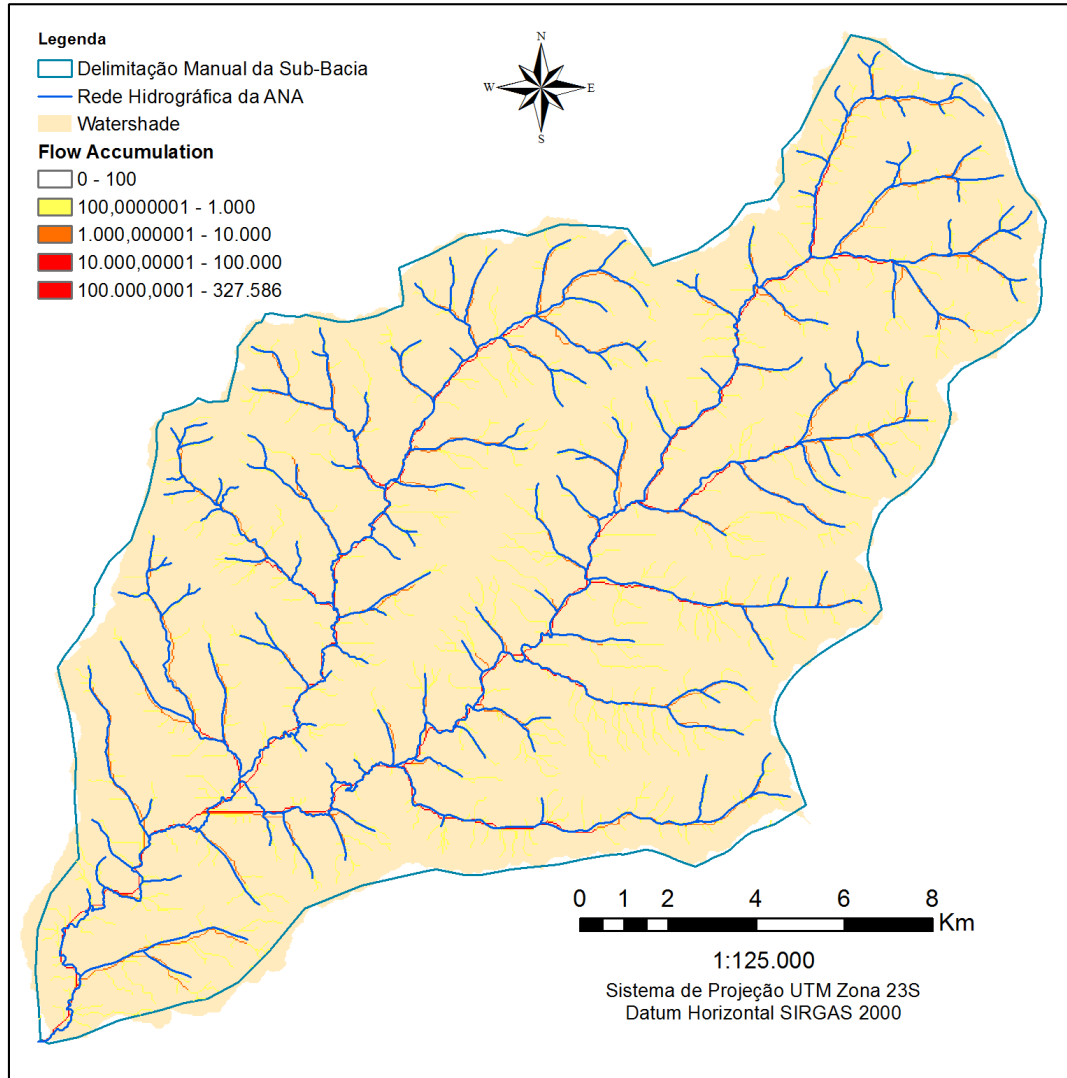 Legenda
Delimitação Manual da Sub-Bacia
Rede Hidrográfica da ANA
Watershade
Flow Accumulation
0 - 100
100,0000001 - 1.000
1.000,000001 - 10.000
10.000,00001 - 100.000
100.000,0001 - 327.586
N
W E
S
0 1 2 4 6 8
Km
1:125.000
Sistema de Projeção UTM Zona 23S
Datum Horizontal SIRGAS 2000